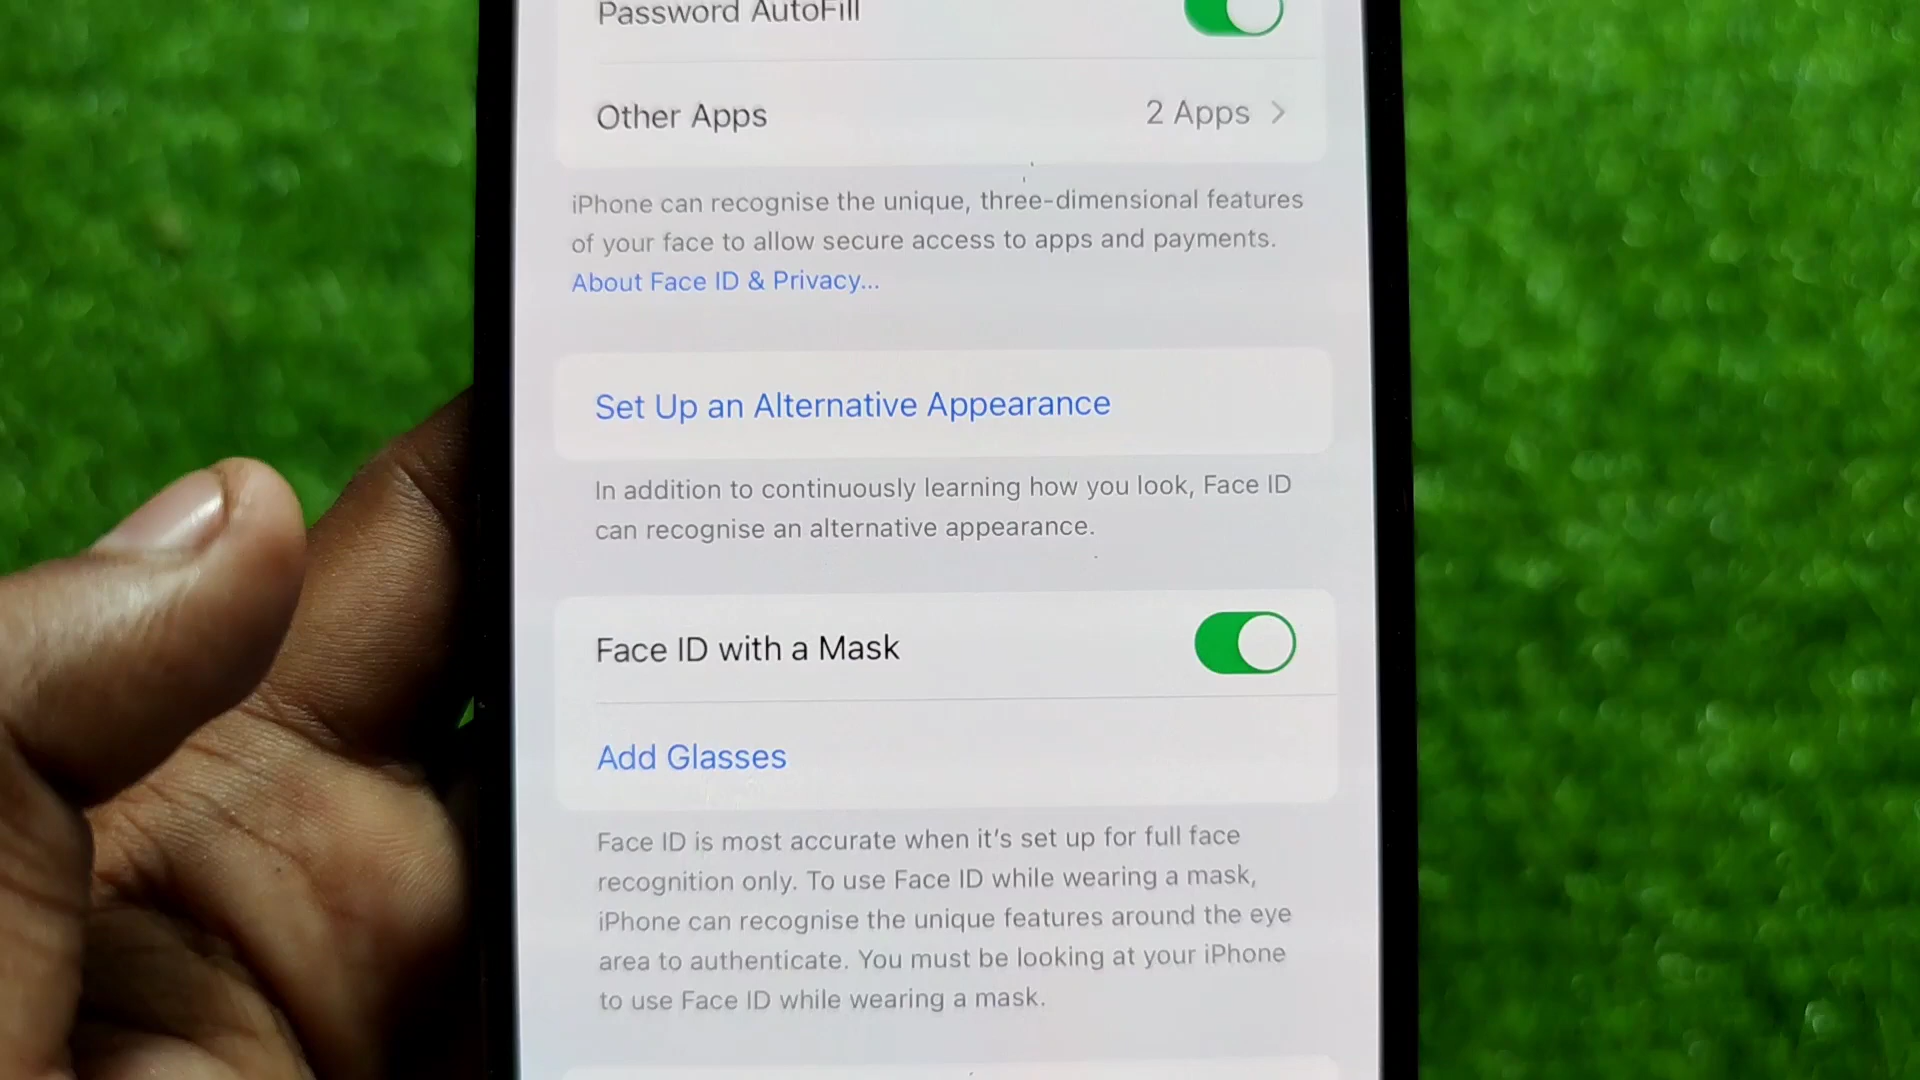 Password AutoFill
Other Apps 2 Apps
iPhone can recognise the unique, three-dimensional features
of your face to allow secure access to apps and payments.
About Face ID & Privacy...
Set Up an Alternative Appearance
In addition to continuously learning how you look, Face ID
can recognise an alternative appearance.
Face ID with a Mask
Add Glasses
Face ID is most accurate when it's set up for full face
recognition only. To use Face ID while wearing a mask,
iPhone can recognise the unique features around the eye
area to authenticate. You must be looking at your iPhone
to use Face ID while wearing a mask.